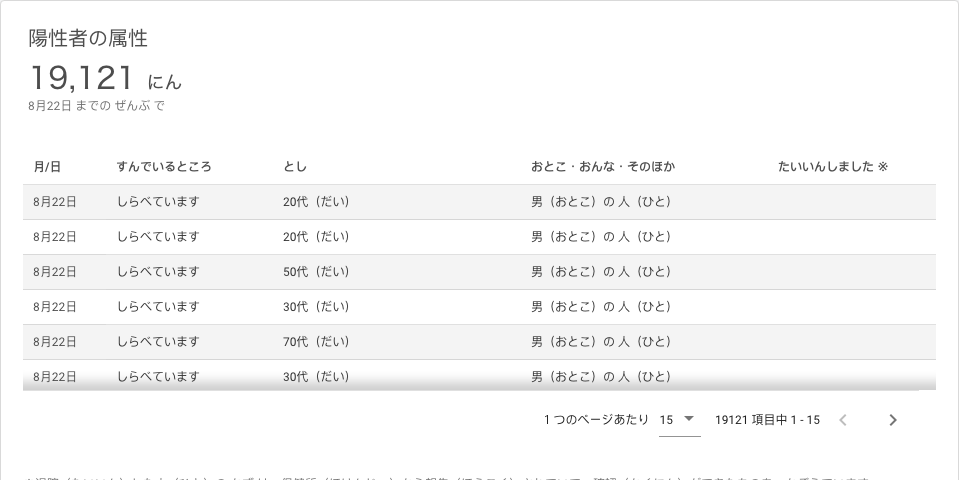 陽性者の属性
19,121 にん
8月22日 までの ぜんぶ で
月/日 すんでいるところ とし おとこ・おんな・そのほか たいいんしました ※
8月22日 しらべています 20代（だい） 男（おとこ）の 人（ひと）
8月22日 しらべています 20代（だい） 男（おとこ）の 人（ひと）
8月22日 しらべています 50代（だい） 男（おとこ）の 人（ひと）
8月22日 しらべています 30代（だい） 男（おとこ）の 人（ひと）
8月22日 しらべています 70代（だい） 男（おとこ）の 人（ひと）
8月22日 しらべています 30代（だい） 男（おとこ）の 人（ひと）
1 つのページあたり 15 19121 項目中 1 - 15